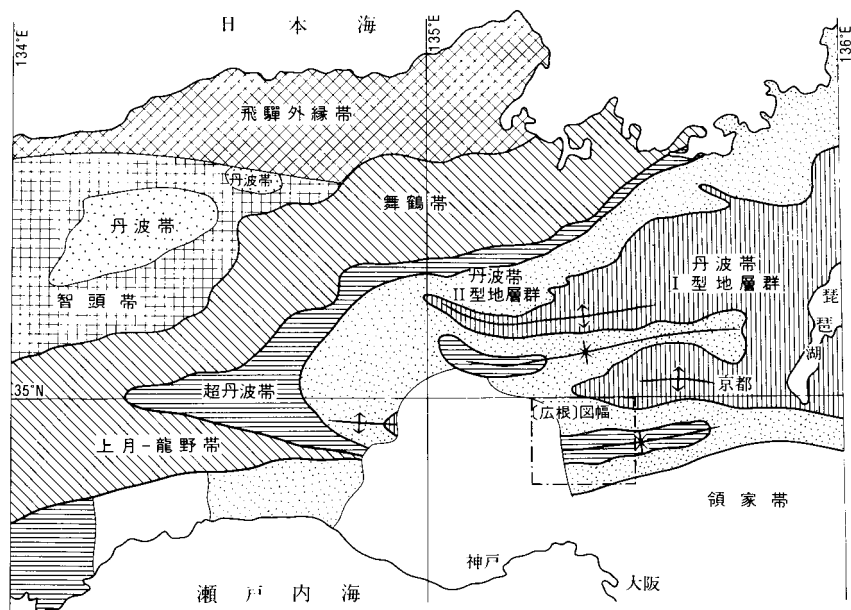 日本海
134°E
135°E
136°E
飛驒外縁帯
丹波帯
舞鶴帯
丹波帯
丹波帯
II型地層群
丹波帯
I型地層群
智頭帯
琵琶湖
35°N
超丹波帯
京都
〔広根〕図幅
上月−龍野帯
領家帯
神戸
大阪
瀬戸内海